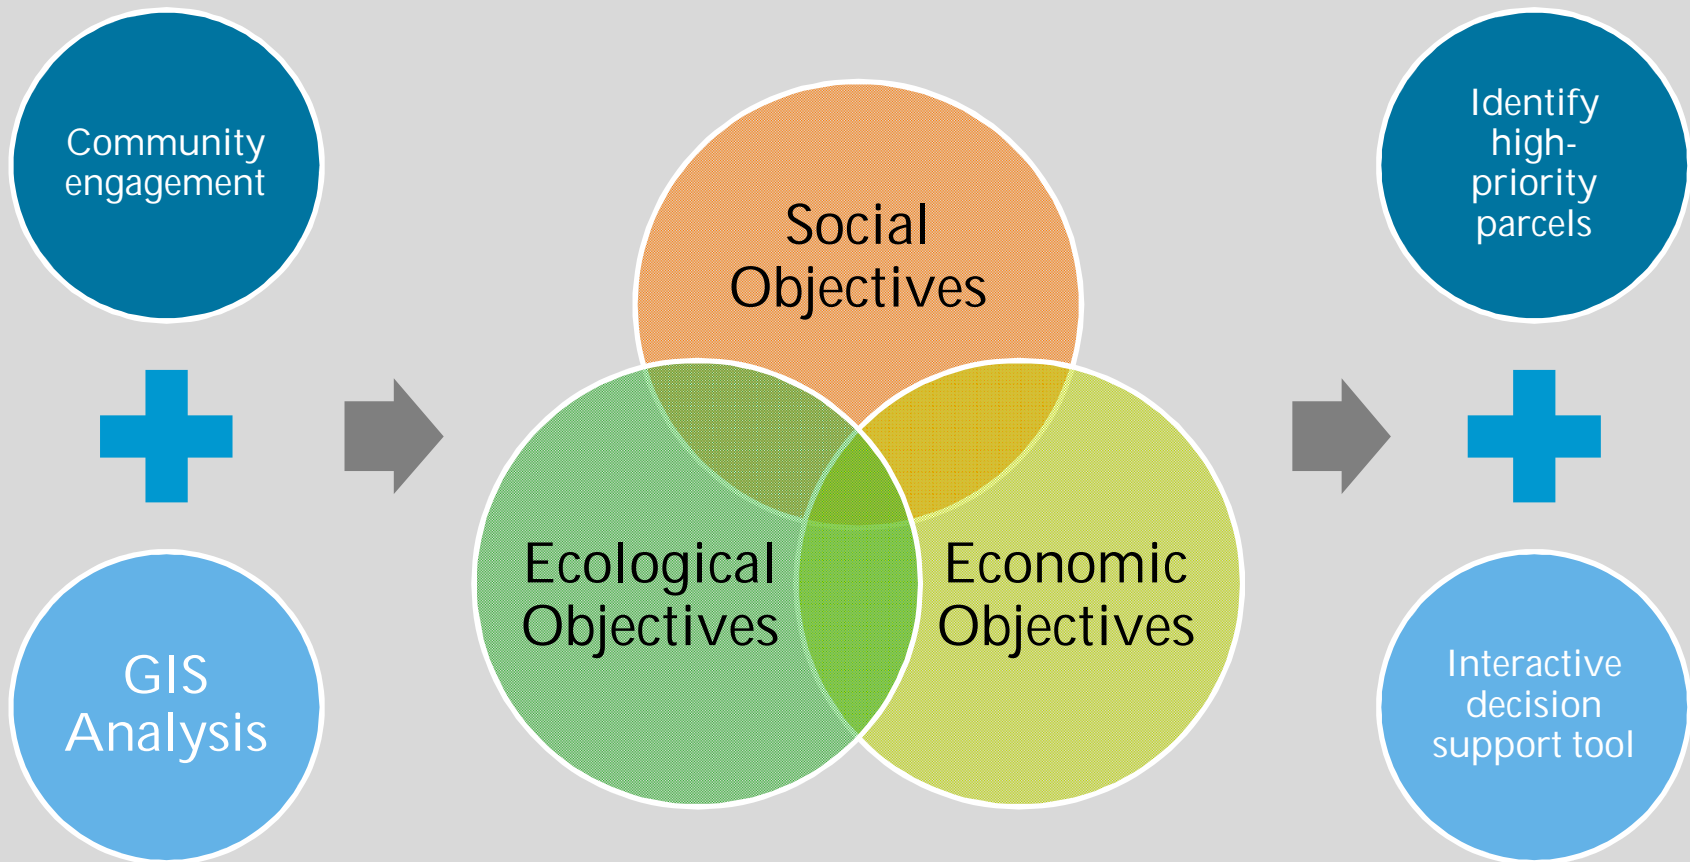 Community
engagement
GIS
Analysis
Social
Objectives
Ecological
Objectives
Economic
Objectives
Identify
high-
priority
parcels
Interactive
decision
support tool